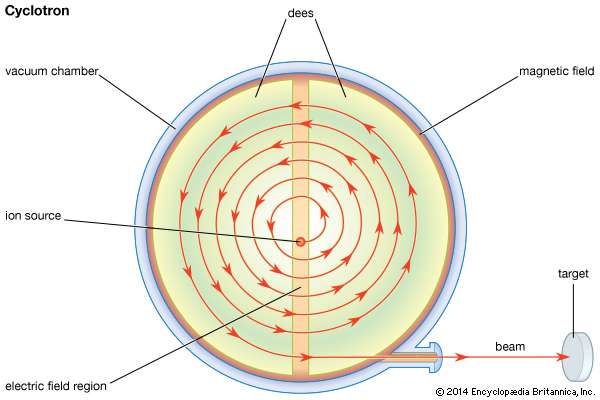 Cyclotron
dees
vacuum chamber
magnetic field
ion source
target
beam
electric field region
© 2014 Encyclopædia Britannica, Inc.